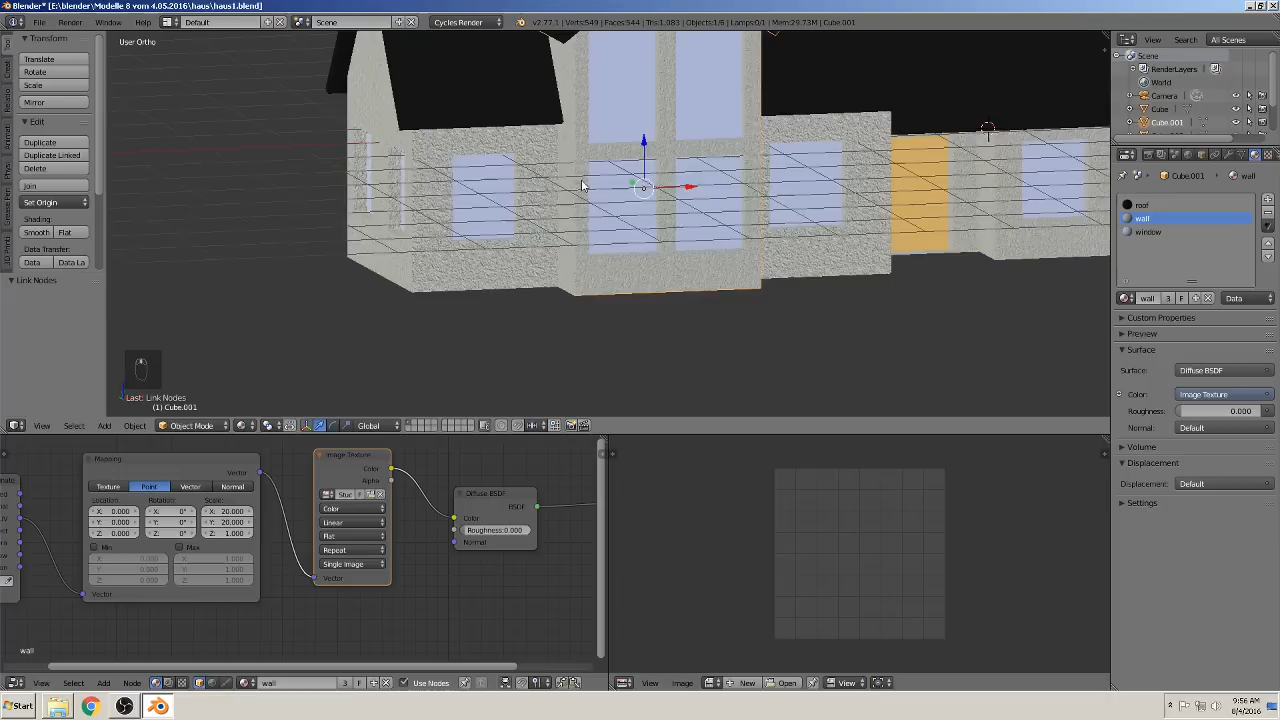 Blender* [E:\Modelle 8 vom 4.05.2016\haus\haus1.blend]
File Render Window Help Default Scene Cycles Render v2.77.1 | Verts:549 | Faces:544 | Tris:1,083 | Objects:1/6 | Lamps:0/1 | Mem:29.73M | Cube.001
Transform
Translate
Rotate
Scale
Mirror
Edit
Duplicate
Duplicate Linked
Delete
Join
Set Origin
Shading:
Smooth Flat
Data Transfer:
Data Data La
Link Nodes
User Ortho
Last: Link Nodes
(1) Cube.001
View Select Add Object Object Mode Global
View Search All Scenes
Scene
RenderLayers
World
Camera
Cube
Cube.001
Cube.001 wall
roof
wall
window
wall 3 F Data
Custom Properties
Preview
Surface
Surface: Diffuse BSDF
Color: Image Texture
Roughness: 0.000
Normal: Default
Volume
Displacement
Displacement: Default
Settings
Mapping
Vector
Texture Point Vector Normal
Location: Rotation: Scale:
X: 0.000 X: 0° X: 20.000
Y: 0.000 Y: 0° Y: 20.000
Z: 0.000 Z: 0° Z: 1.000
Min Max
X: 0.000 X: 1.000
Y: 0.000 Y: 1.000
Z: 0.000 Z: 1.000
Vector
Image Texture
Color
Alpha
Stuc F
Color
Linear
Flat
Repeat
Single Image
Vector
Diffuse BSDF
BSDF
Color
Roughness:0.000
Normal
wall
View Select Add Node wall 3 F Use Nodes
View Image New Open View
Start 9:56 AM
8/4/2016